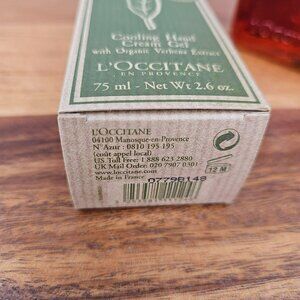 Cooling Hand
Cream Gel
with Organic Verbena Extract
L'OCCITANE
EN PROVENCE
75 ml - Net Wt 2.6 oz.
L'OCCITANE
04100 Manosque-en-Provence
N° Azur : 0810 195 195
(coût appel local)
US Toll Free: 1 888 623 2880
UK Mail Order: 020 7907 0301
www.loccitane.com
Made in France
12 M
0779B148